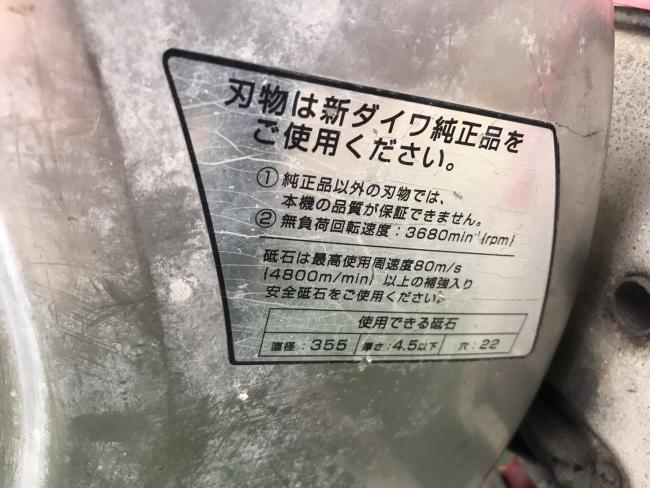 刃物は新ダイワ純正品を
ご使用ください。
① 純正品以外の刃物では、
本機の品質が保証できません。
② 無負荷回転速度：3680min⁻¹{rpm}
砥石は最高使用周速度80m/s
{4800m/min} 以上の補強入り
安全砥石をご使用ください。
使用できる砥石
直径：355 厚さ：4.5以下 穴：22